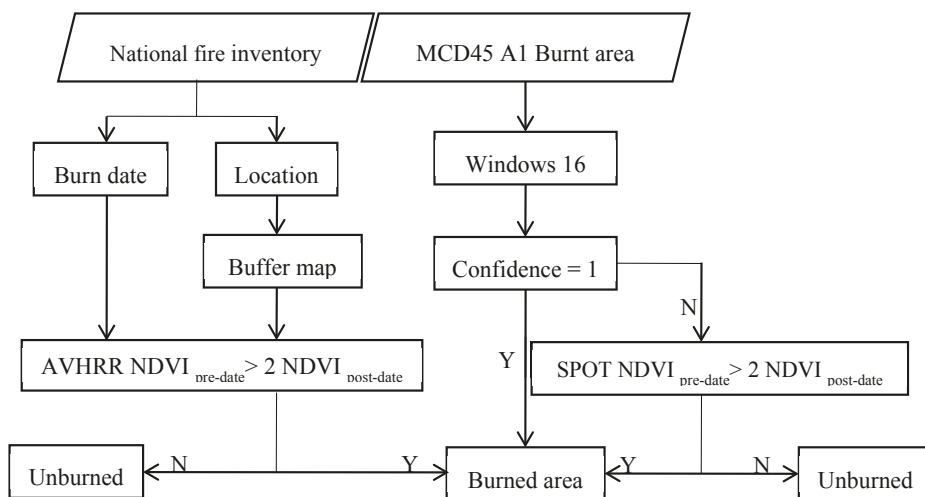 National fire inventory
MCD45 A1 Burnt area
Burn date
Location
Windows 16
Buffer map
Confidence = 1
N
AVHRR NDVI pre-date> 2 NDVI post-date
Y
SPOT NDVI pre-date> 2 NDVI post-date
Unburned
N
Y
Burned area
Y
N
Unburned